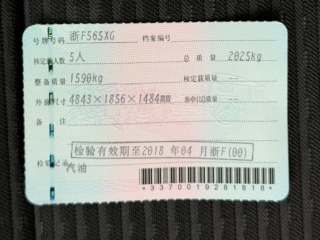 号牌号码 浙F565XG 档案编号
核定载人数 5人 总质量 2025kg
整备质量 1590kg 核定载质量 --
外廓尺寸 4843×1856×1484 准牵引总质量 --
备注
检验有效期至2018年04月浙F(00)
检验记录
汽油
*3370019281818*